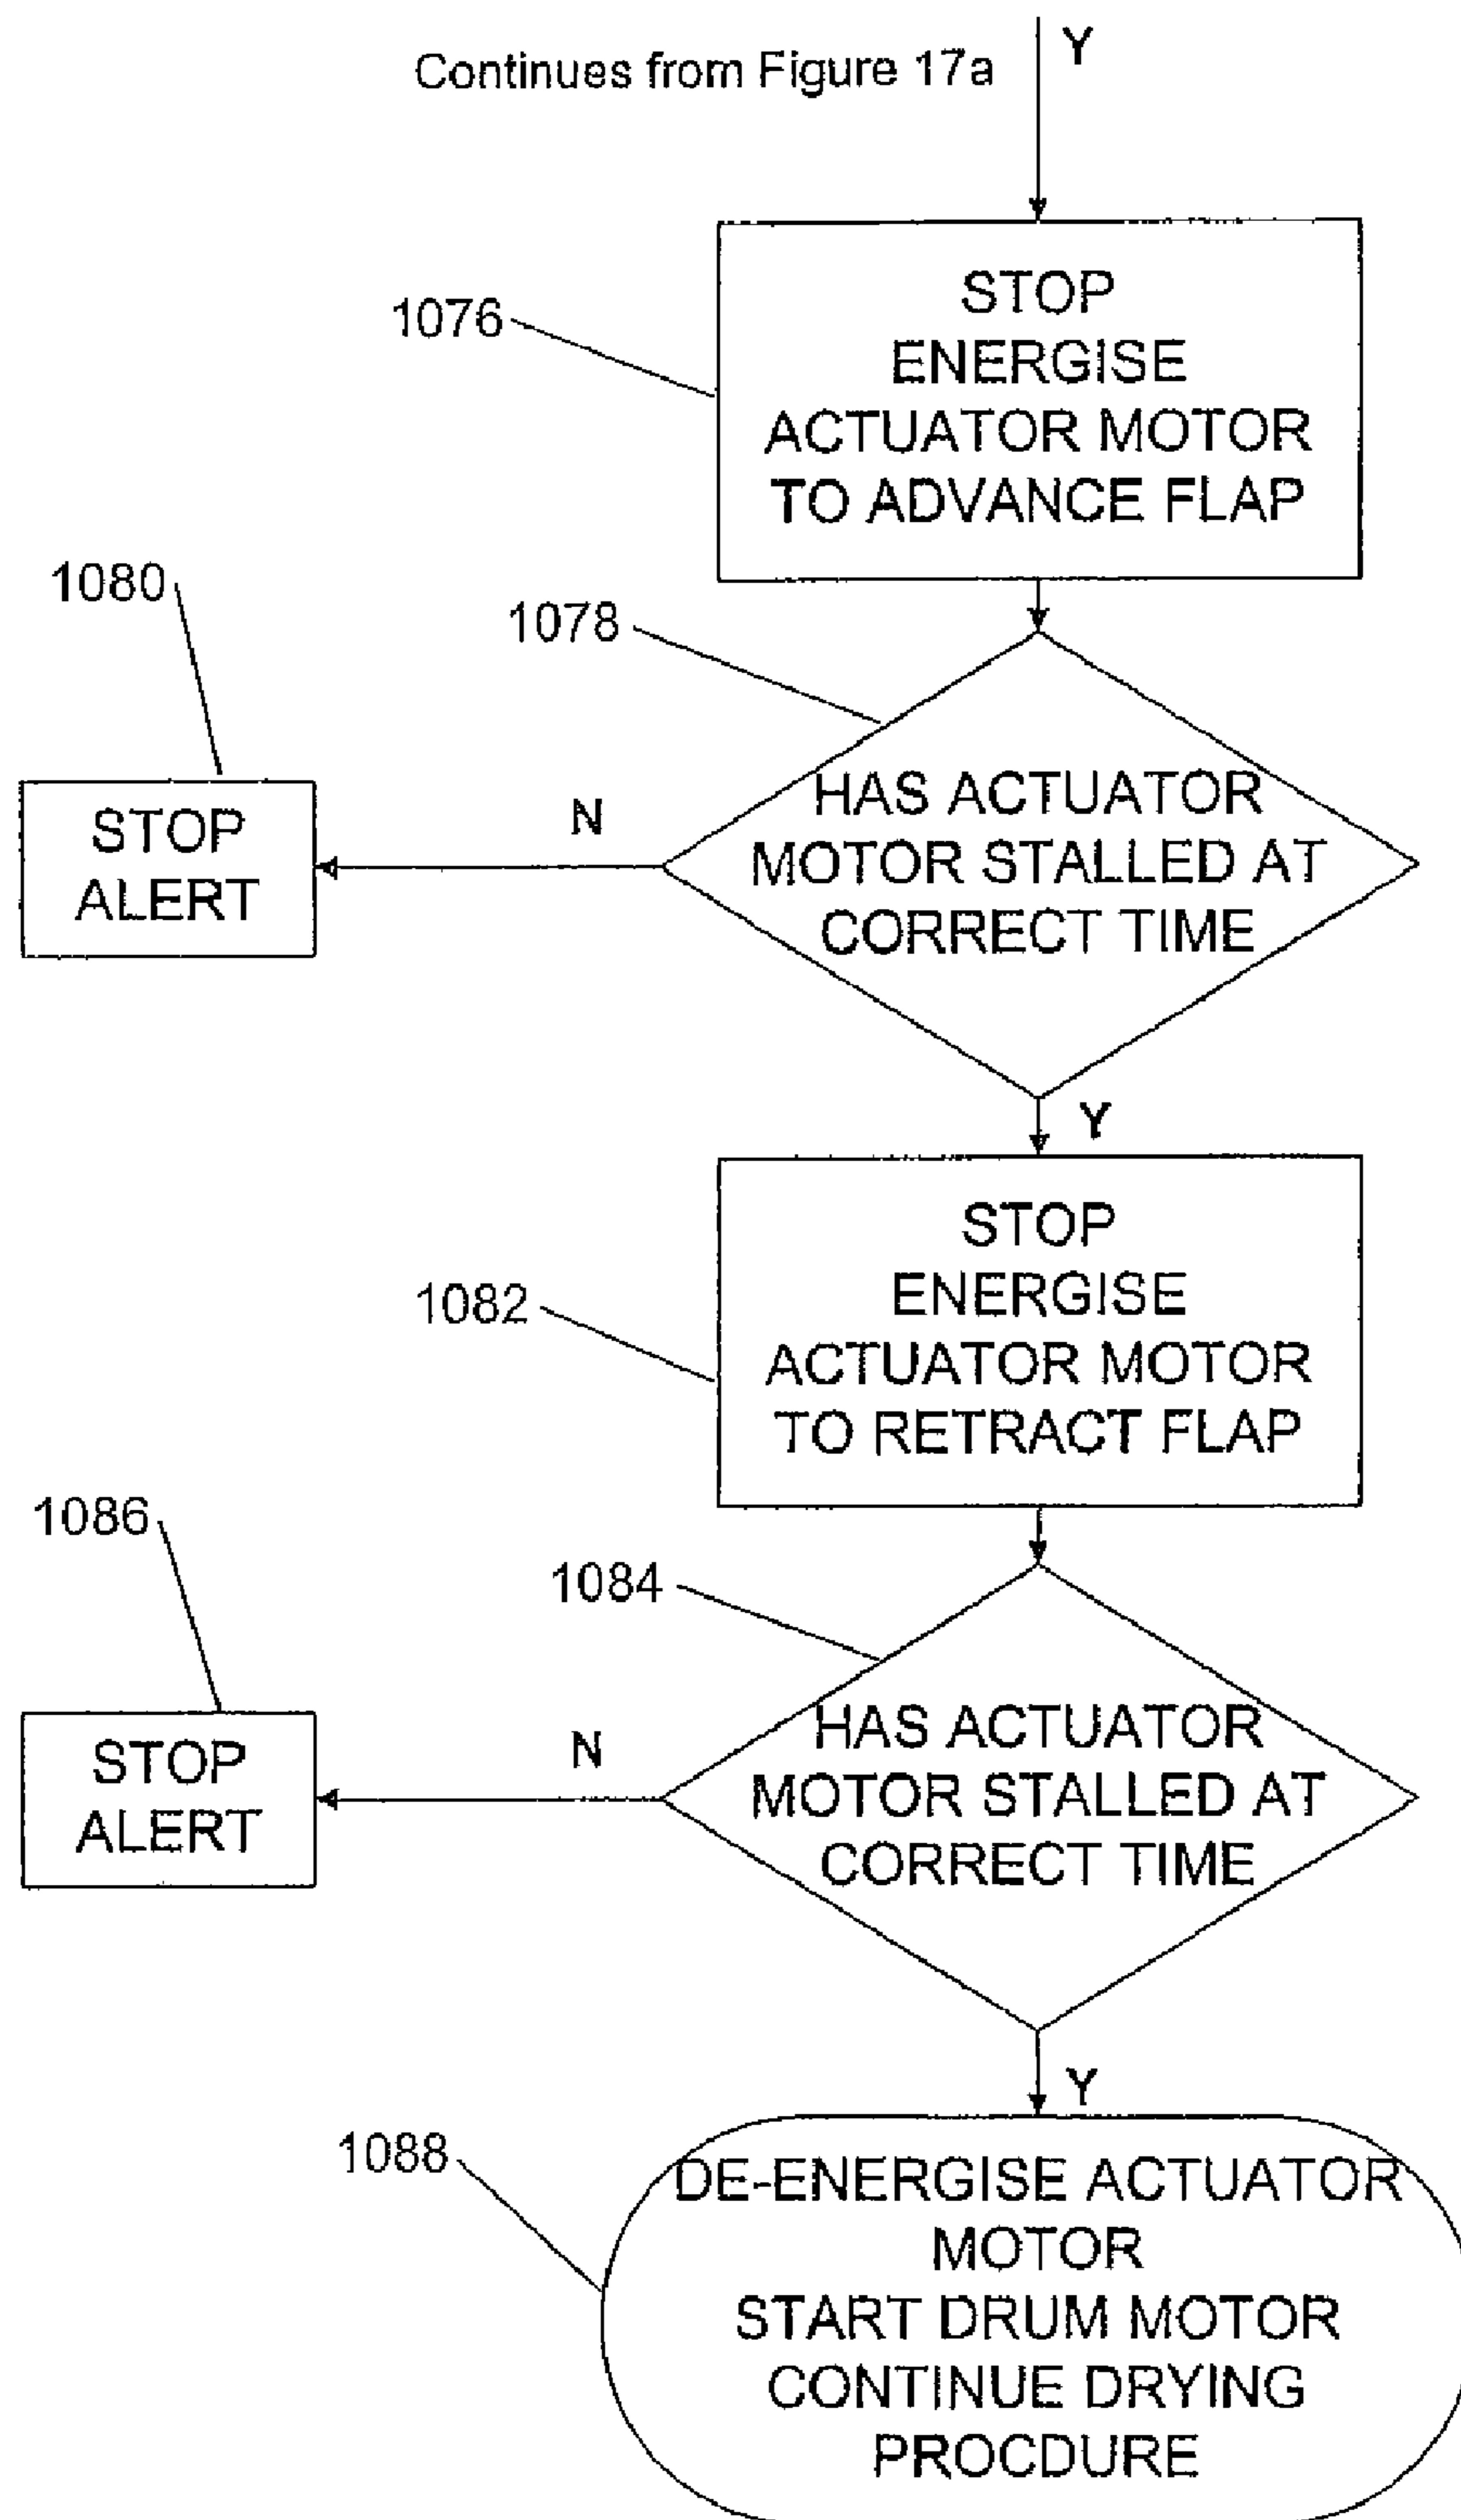 Continues from Figure 17a
Y
1076
STOP
ENERGISE
ACTUATOR MOTOR
TO ADVANCE FLAP
1080
1078
HAS ACTUATOR
MOTOR STALLED AT
CORRECT TIME
N
STOP
ALERT
Y
1082
STOP
ENERGISE
ACTUATOR MOTOR
TO RETRACT FLAP
1086
1084
HAS ACTUATOR
MOTOR STALLED AT
CORRECT TIME
N
STOP
ALERT
Y
1088
DE-ENERGISE ACTUATOR
MOTOR
START DRUM MOTOR
CONTINUE DRYING
PROCDURE